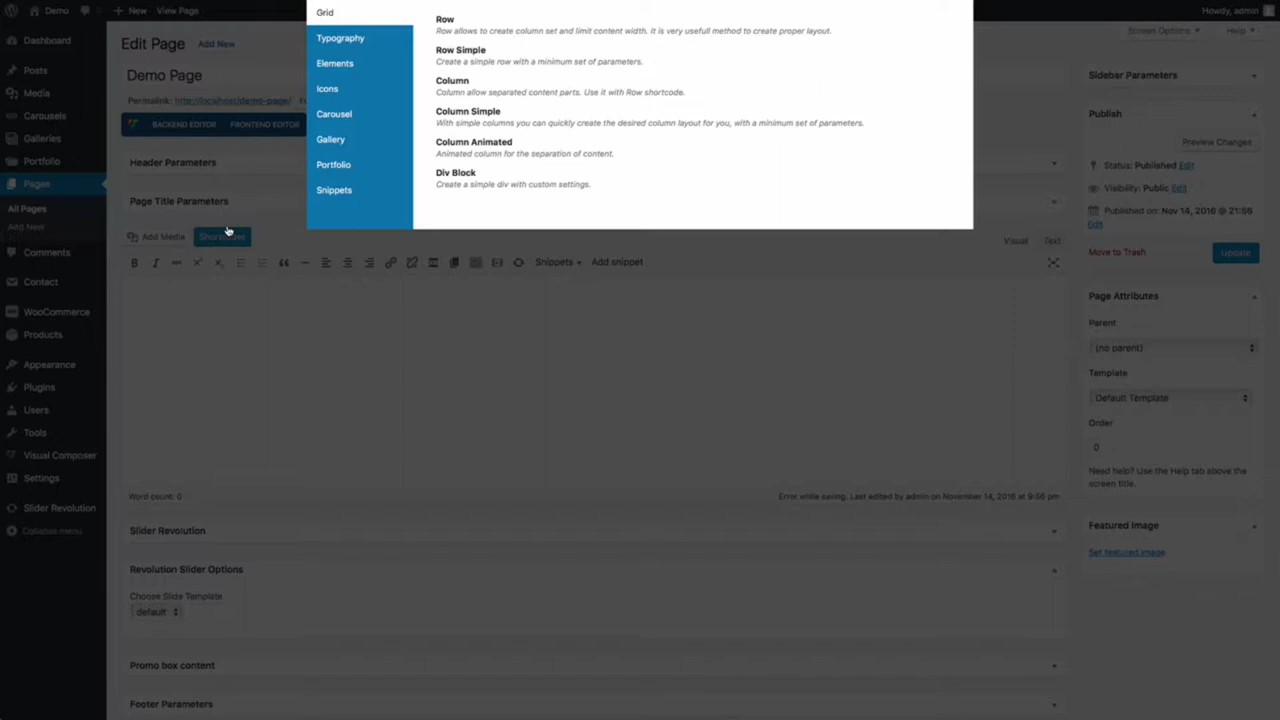 Demo
New
View Page
Howdy, admin
Dashboard
Posts
Media
Carousels
Galleries
Portfolio
Pages
All Pages
Add New
Comments
Contact
WooCommerce
Products
Appearance
Plugins
Users
Tools
Visual Composer
Settings
Slider Revolution
Collapse menu
Screen Options
Help
Edit Page
Add New
Demo Page
Permalink: http://localhost/demo-page/
BACKEND EDITOR
FRONTEND EDITOR
Header Parameters
Page Title Parameters
Add Media
Shortcodes
Visual
Text
Snippets
Add snippet
Word count: 0
Error while saving. Last edited by admin on November 14, 2016 at 9:56 pm
Slider Revolution
Revolution Slider Options
Choose Slide Template
default
Promo box content
Footer Parameters
Grid
Typography
Elements
Icons
Carousel
Gallery
Portfolio
Snippets
Row
Row allows to create column set and limit content width. It is very usefull method to create proper layout.
Row Simple
Create a simple row with a minimum set of parameters.
Column
Column allow separated content parts. Use it with Row shortcode.
Column Simple
With simple columns you can quickly create the desired column layout for you, with a minimum set of parameters.
Column Animated
Animated column for the separation of content.
Div Block
Create a simple div with custom settings.
Sidebar Parameters
Publish
Preview Changes
Status: Published Edit
Visibility: Public Edit
Published on: Nov 14, 2016 @ 21:56
Edit
Move to Trash
Update
Page Attributes
Parent
(no parent)
Template
Default Template
Order
0
Need help? Use the Help tab above the
screen title.
Featured Image
Set featured image